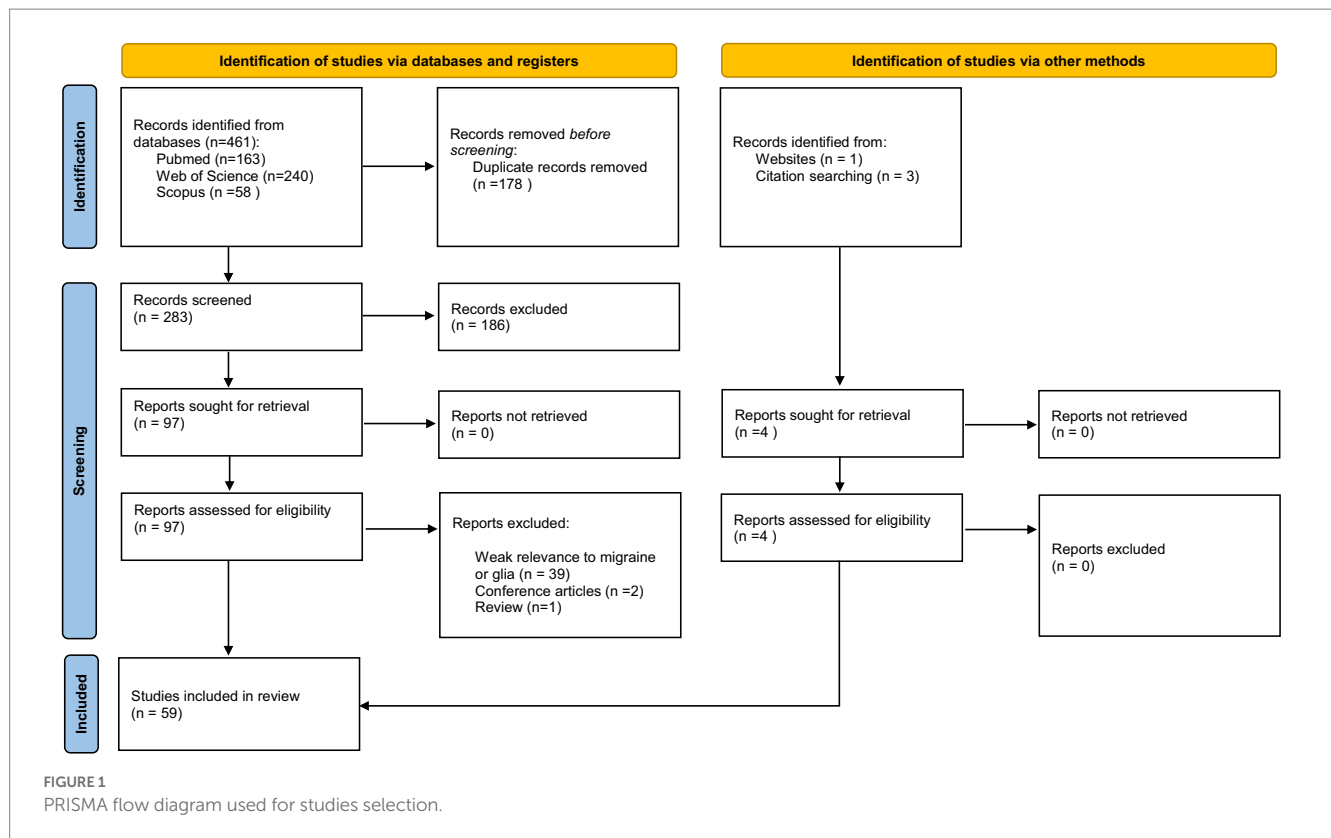 Identification of studies via databases and registers
Identification of studies via other methods
Identification
Records identified from
databases (n=461):
Pubmed (n=163)
Web of Science (n=240)
Scopus (n =58 )
Records removed before
screening:
Duplicate records removed
(n =178 )
Records identified from:
Websites (n = 1)
Citation searching (n = 3)
Screening
Records screened
(n = 283)
Records excluded
(n = 186)
Reports sought for retrieval
(n = 97)
Reports not retrieved
(n = 0)
Reports sought for retrieval
(n =4 )
Reports not retrieved
(n = 0)
Reports assessed for eligibility
(n = 97)
Reports excluded:
Weak relevance to migraine
or glia (n = 39)
Conference articles (n =2)
Review (n=1)
Reports assessed for eligibility
(n =4 )
Reports excluded
(n = 0)
Included
Studies included in review
(n = 59)
FIGURE 1
PRISMA flow diagram used for studies selection.